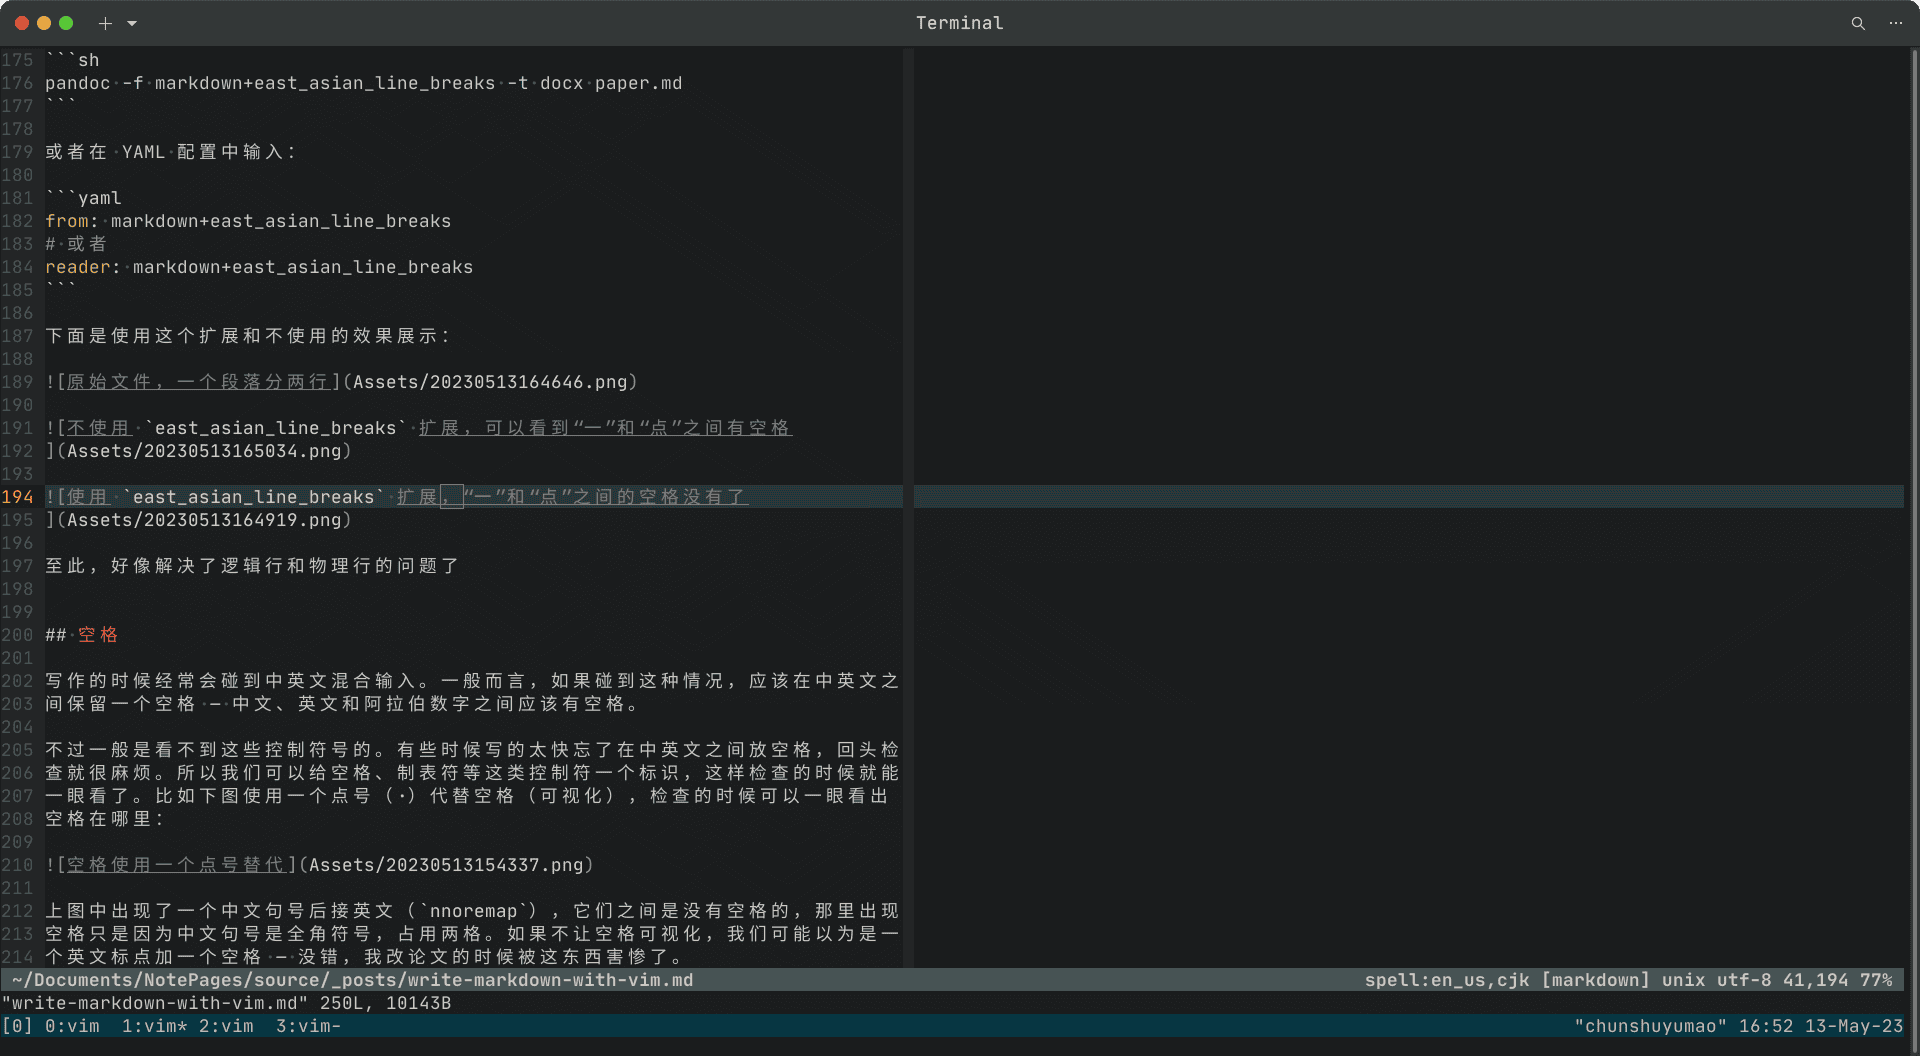 Terminal
175 ```sh
176 pandoc·-f·markdown+east_asian_line_breaks·-t·docx·paper.md
177 ```
178
179 或者在·YAML·配置中输入：
180
181 ```yaml
182 from:·markdown+east_asian_line_breaks
183 #·或者
184 reader:·markdown+east_asian_line_breaks
185 ```
186
187 下面是使用这个扩展和不使用的效果展示：
188
189 ![原始文件，一个段落分两行](Assets/20230513164646.png)
190
191 ![不使用·`east_asian_line_breaks`·扩展，可以看到“一”和“点”之间有空格
192 ](Assets/20230513165034.png)
193
194 ![使用·`east_asian_line_breaks`·扩展，“一”和“点”之间的空格没有了
195 ](Assets/20230513164919.png)
196
197 至此，好像解决了逻辑行和物理行的问题了
198
199
200 ##·空格
201
202 写作的时候经常会碰到中英文混合输入。一般而言，如果碰到这种情况，应该在中英文之
203 间保留一个空格·—·中文、英文和阿拉伯数字之间应该有空格。
204
205 不过一般是看不到这些控制符号的。有些时候写的太快忘了在中英文之间放空格，回头检
206 查就很麻烦。所以我们可以给空格、制表符等这类控制符一个标识，这样检查的时候就能
207 一眼看了。比如下图使用一个点号（·）代替空格（可视化），检查的时候可以一眼看出
208 空格在哪里：
209
210 ![空格使用一个点号替代](Assets/20230513154337.png)
211
212 上图中出现了一个中文句号后接英文（`nnoremap`），它们之间是没有空格的，那里出现
213 空格只是因为中文句号是全角符号，占用两格。如果不让空格可视化，我们可能以为是一
214 个英文标点加一个空格·—·没错，我改论文的时候被这东西害惨了。
~/Documents/NotePages/source/_posts/write-markdown-with-vim.md spell:en_us,cjk [markdown] unix utf-8 41,194 77%
"write-markdown-with-vim.md" 250L, 10143B
[0] 0:vim 1:vim* 2:vim 3:vim- "chunshuyumao" 16:52 13-May-23